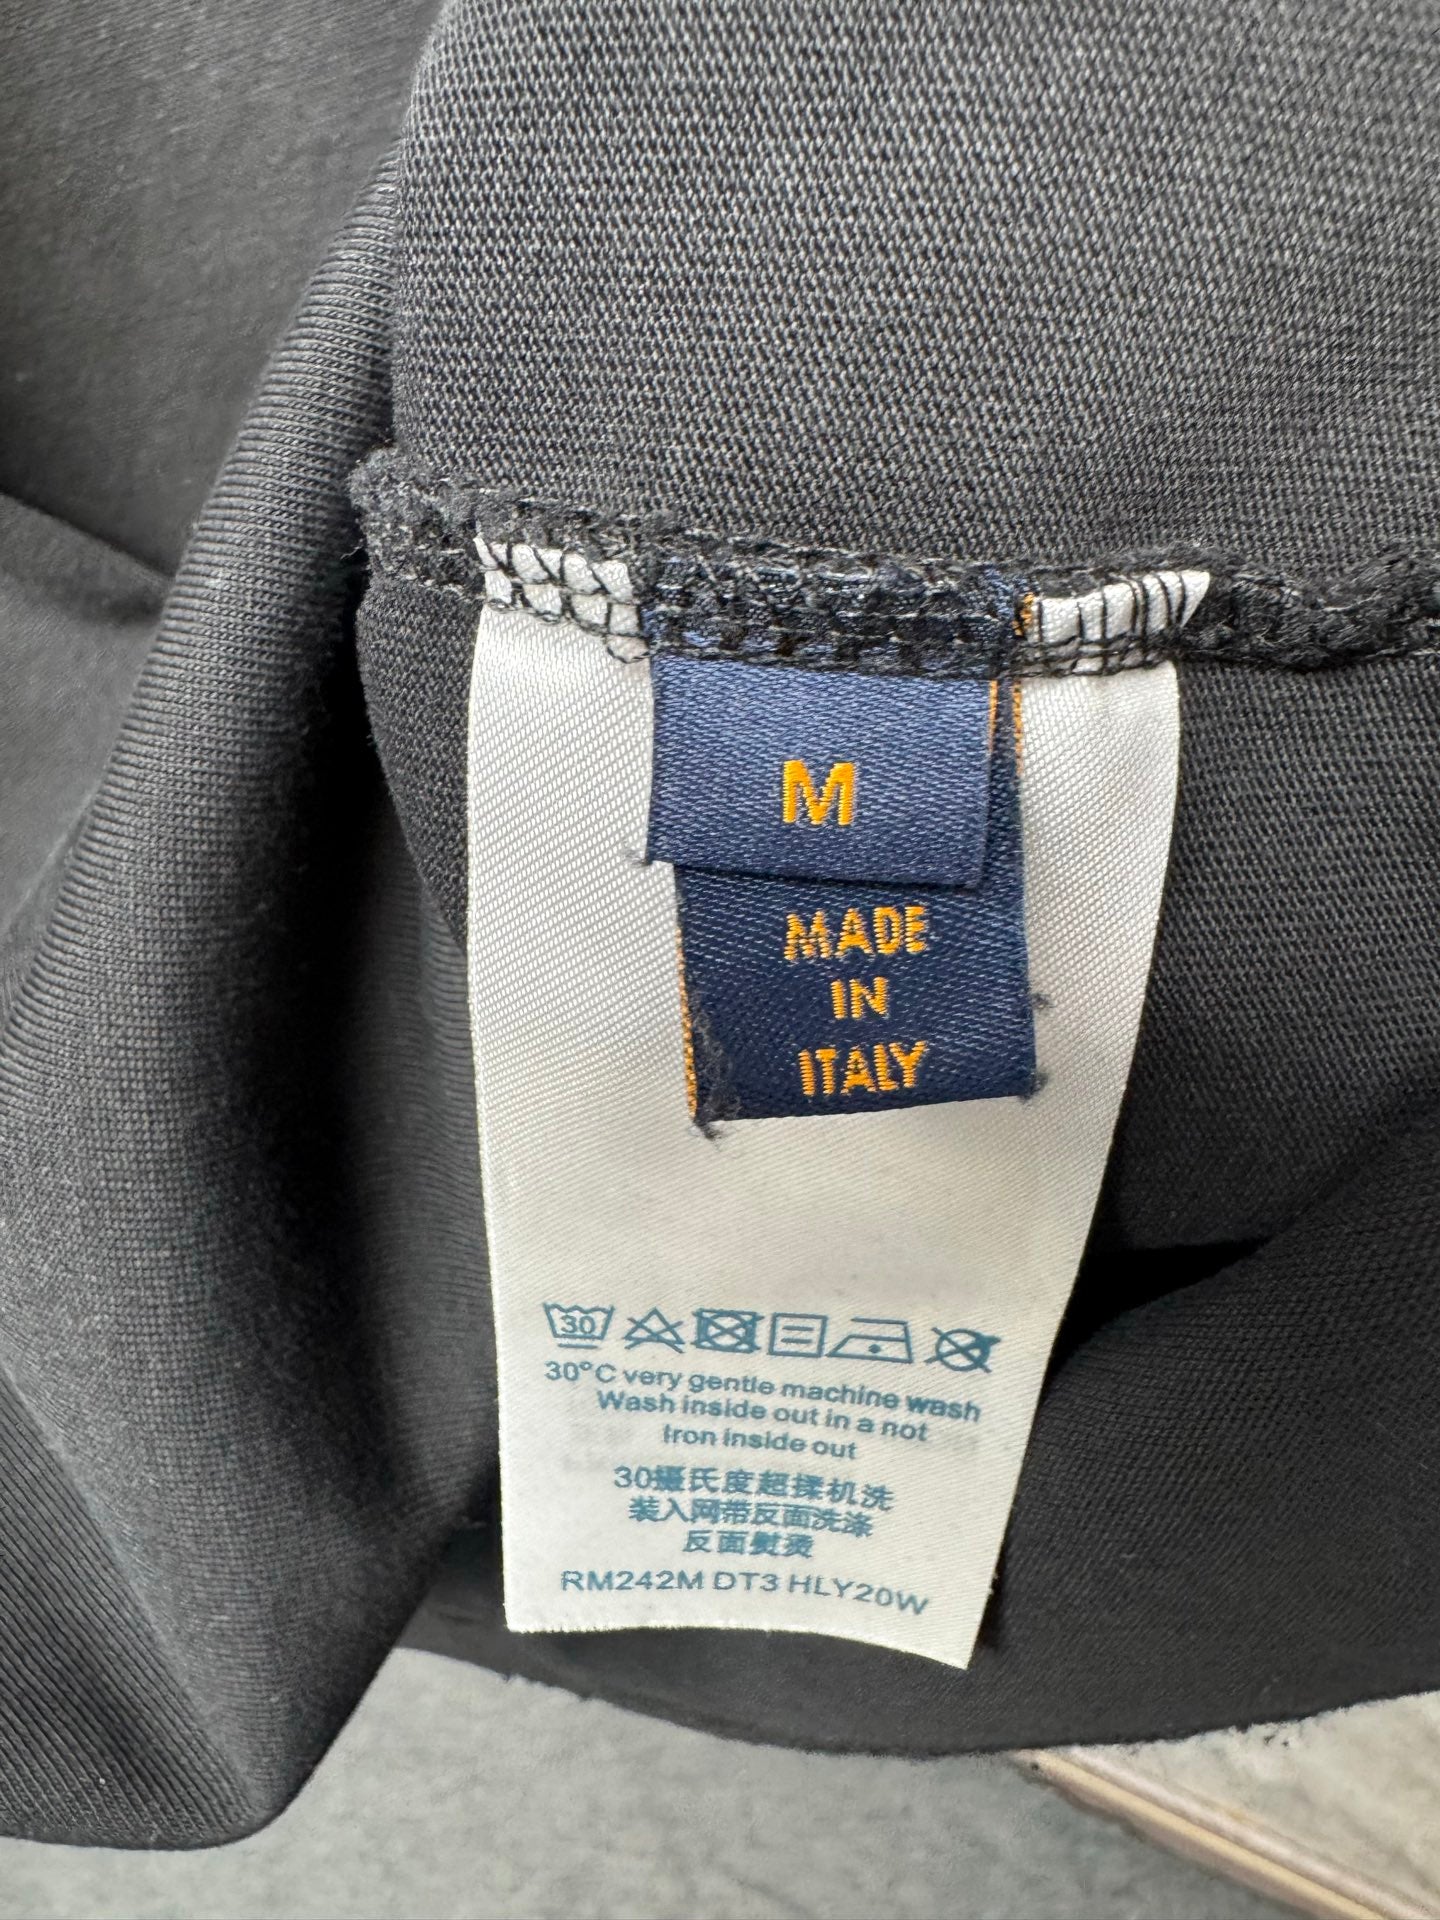 M
MADE
IN
ITALY
30
30°C very gentle machine wash
Wash inside out in a not
Iron inside out
30摄氏度超揉机洗
装入网带反面洗涤
反面熨烫
RM242M DT3 HLY20W